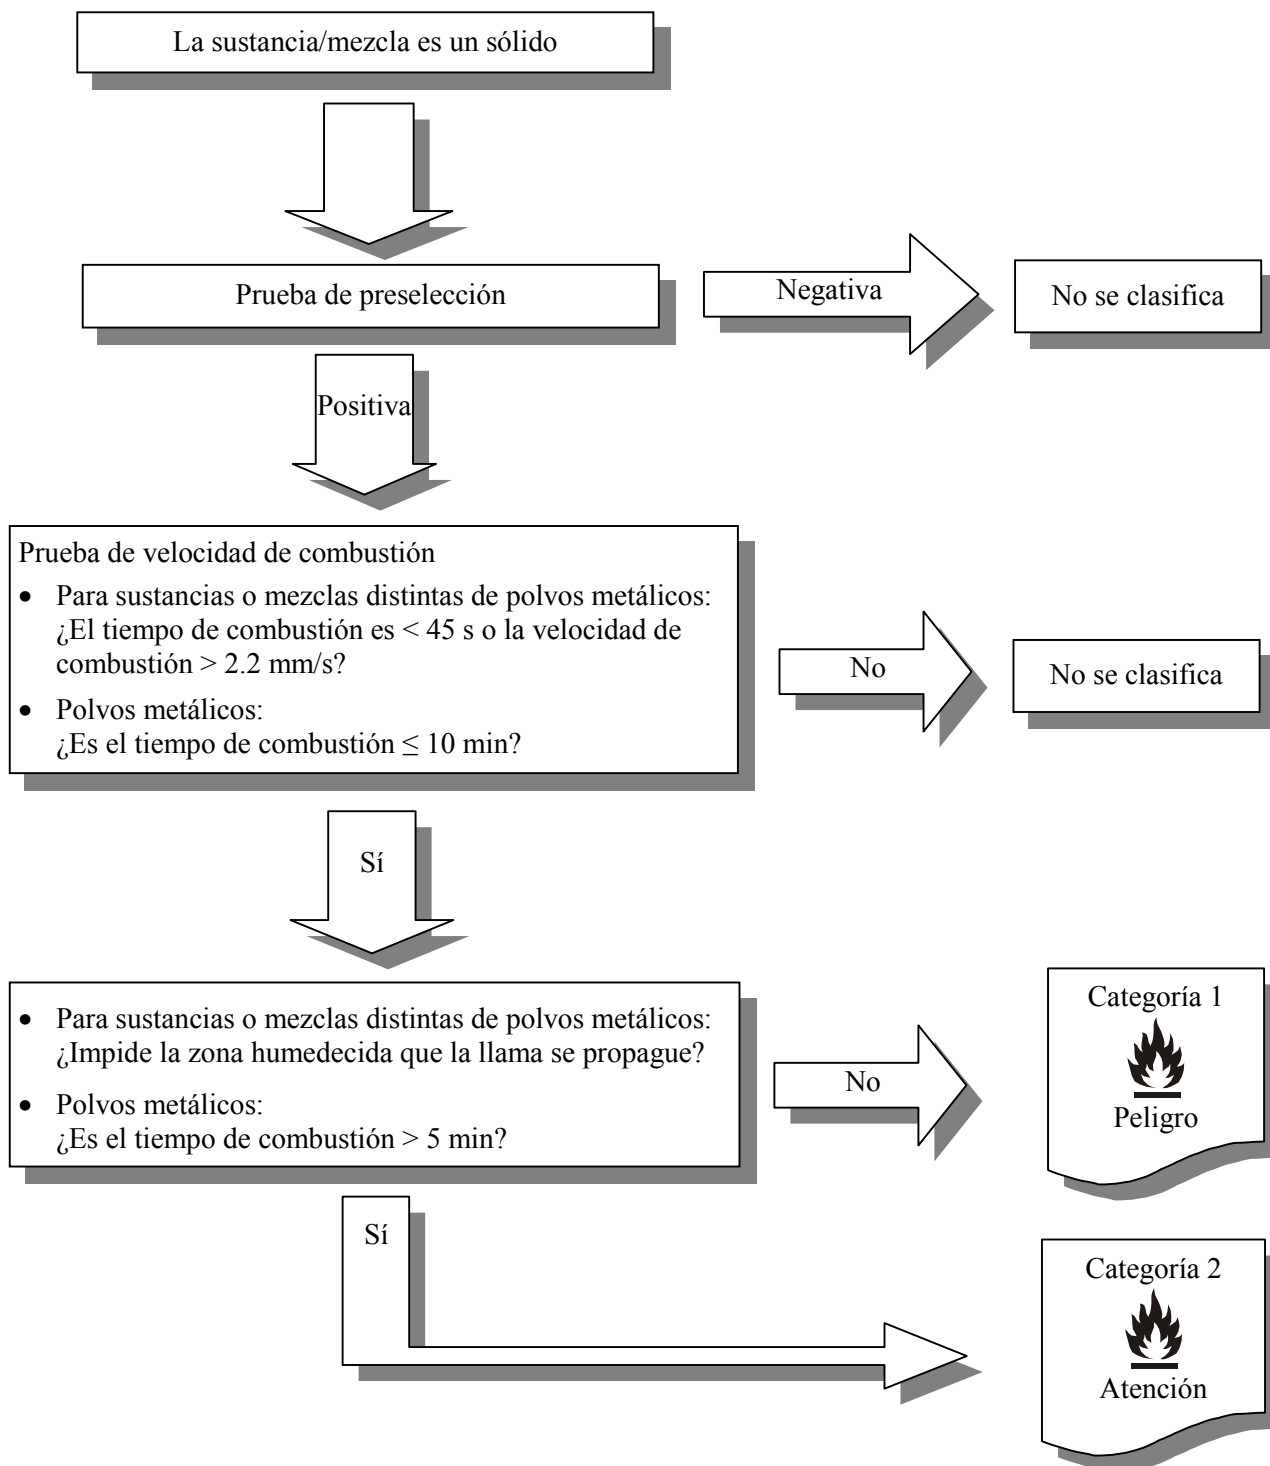 La sustancia/mezcla es un sólido
Prueba de preselección
Negativa
No se clasifica
Positiva
Prueba de velocidad de combustión
• Para sustancias o mezclas distintas de polvos metálicos:
¿El tiempo de combustión es < 45 s o la velocidad de
combustión > 2.2 mm/s?
• Polvos metálicos:
¿Es el tiempo de combustión ≤ 10 min?
No
No se clasifica
Sí
• Para sustancias o mezclas distintas de polvos metálicos:
¿Impide la zona humedecida que la llama se propague?
• Polvos metálicos:
¿Es el tiempo de combustión > 5 min?
No
Categoría 1
Peligro
Sí
Categoría 2
Atención